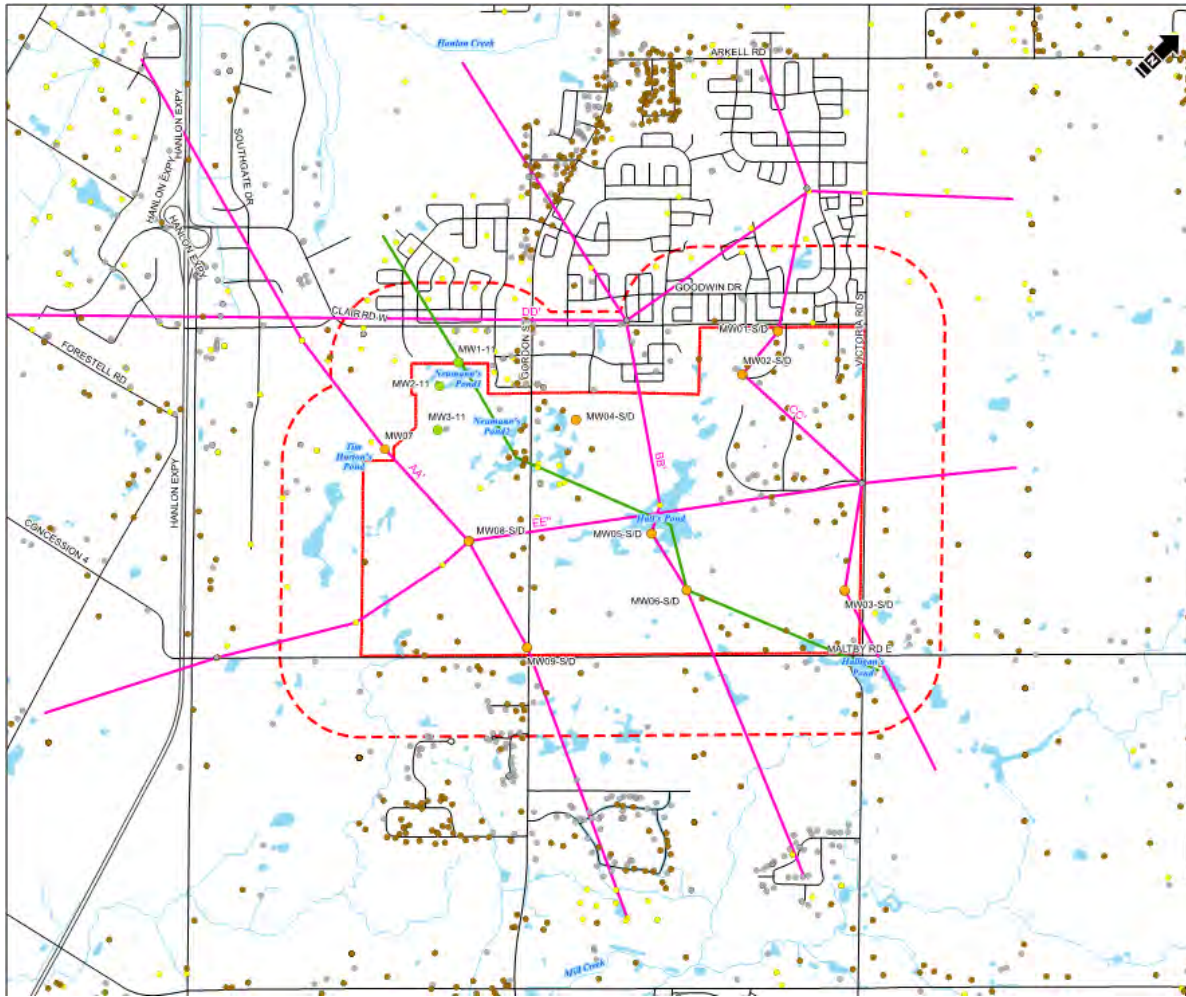 Hanlon Creek
ARKELL RD
N
HANLON EXPY
SOUTHGATE DR
HANLON EXPY
HANLON EXPY
GOODWIN DR
CLAIR RD W
DD'
GORDON ST
MW01-S/D
VICTORIA RD S
FORESTELL RD
MW1-11
MW02-S/D
MW2-11
Neumann's
Pond1
CC'
MW3-11
Neumann's
Pond2
MW04-S/D
MW07
Tim
Horton's
Pond
AA'
BB'
HANLON EXPY
Hall's Pond
EE'
MW08-S/D
MW05-S/D
CONCESSION 4
MW06-S/D
MW03-S/D
MALTBY RD E
MW09-S/D
Halligan's
Pond
Mill Creek